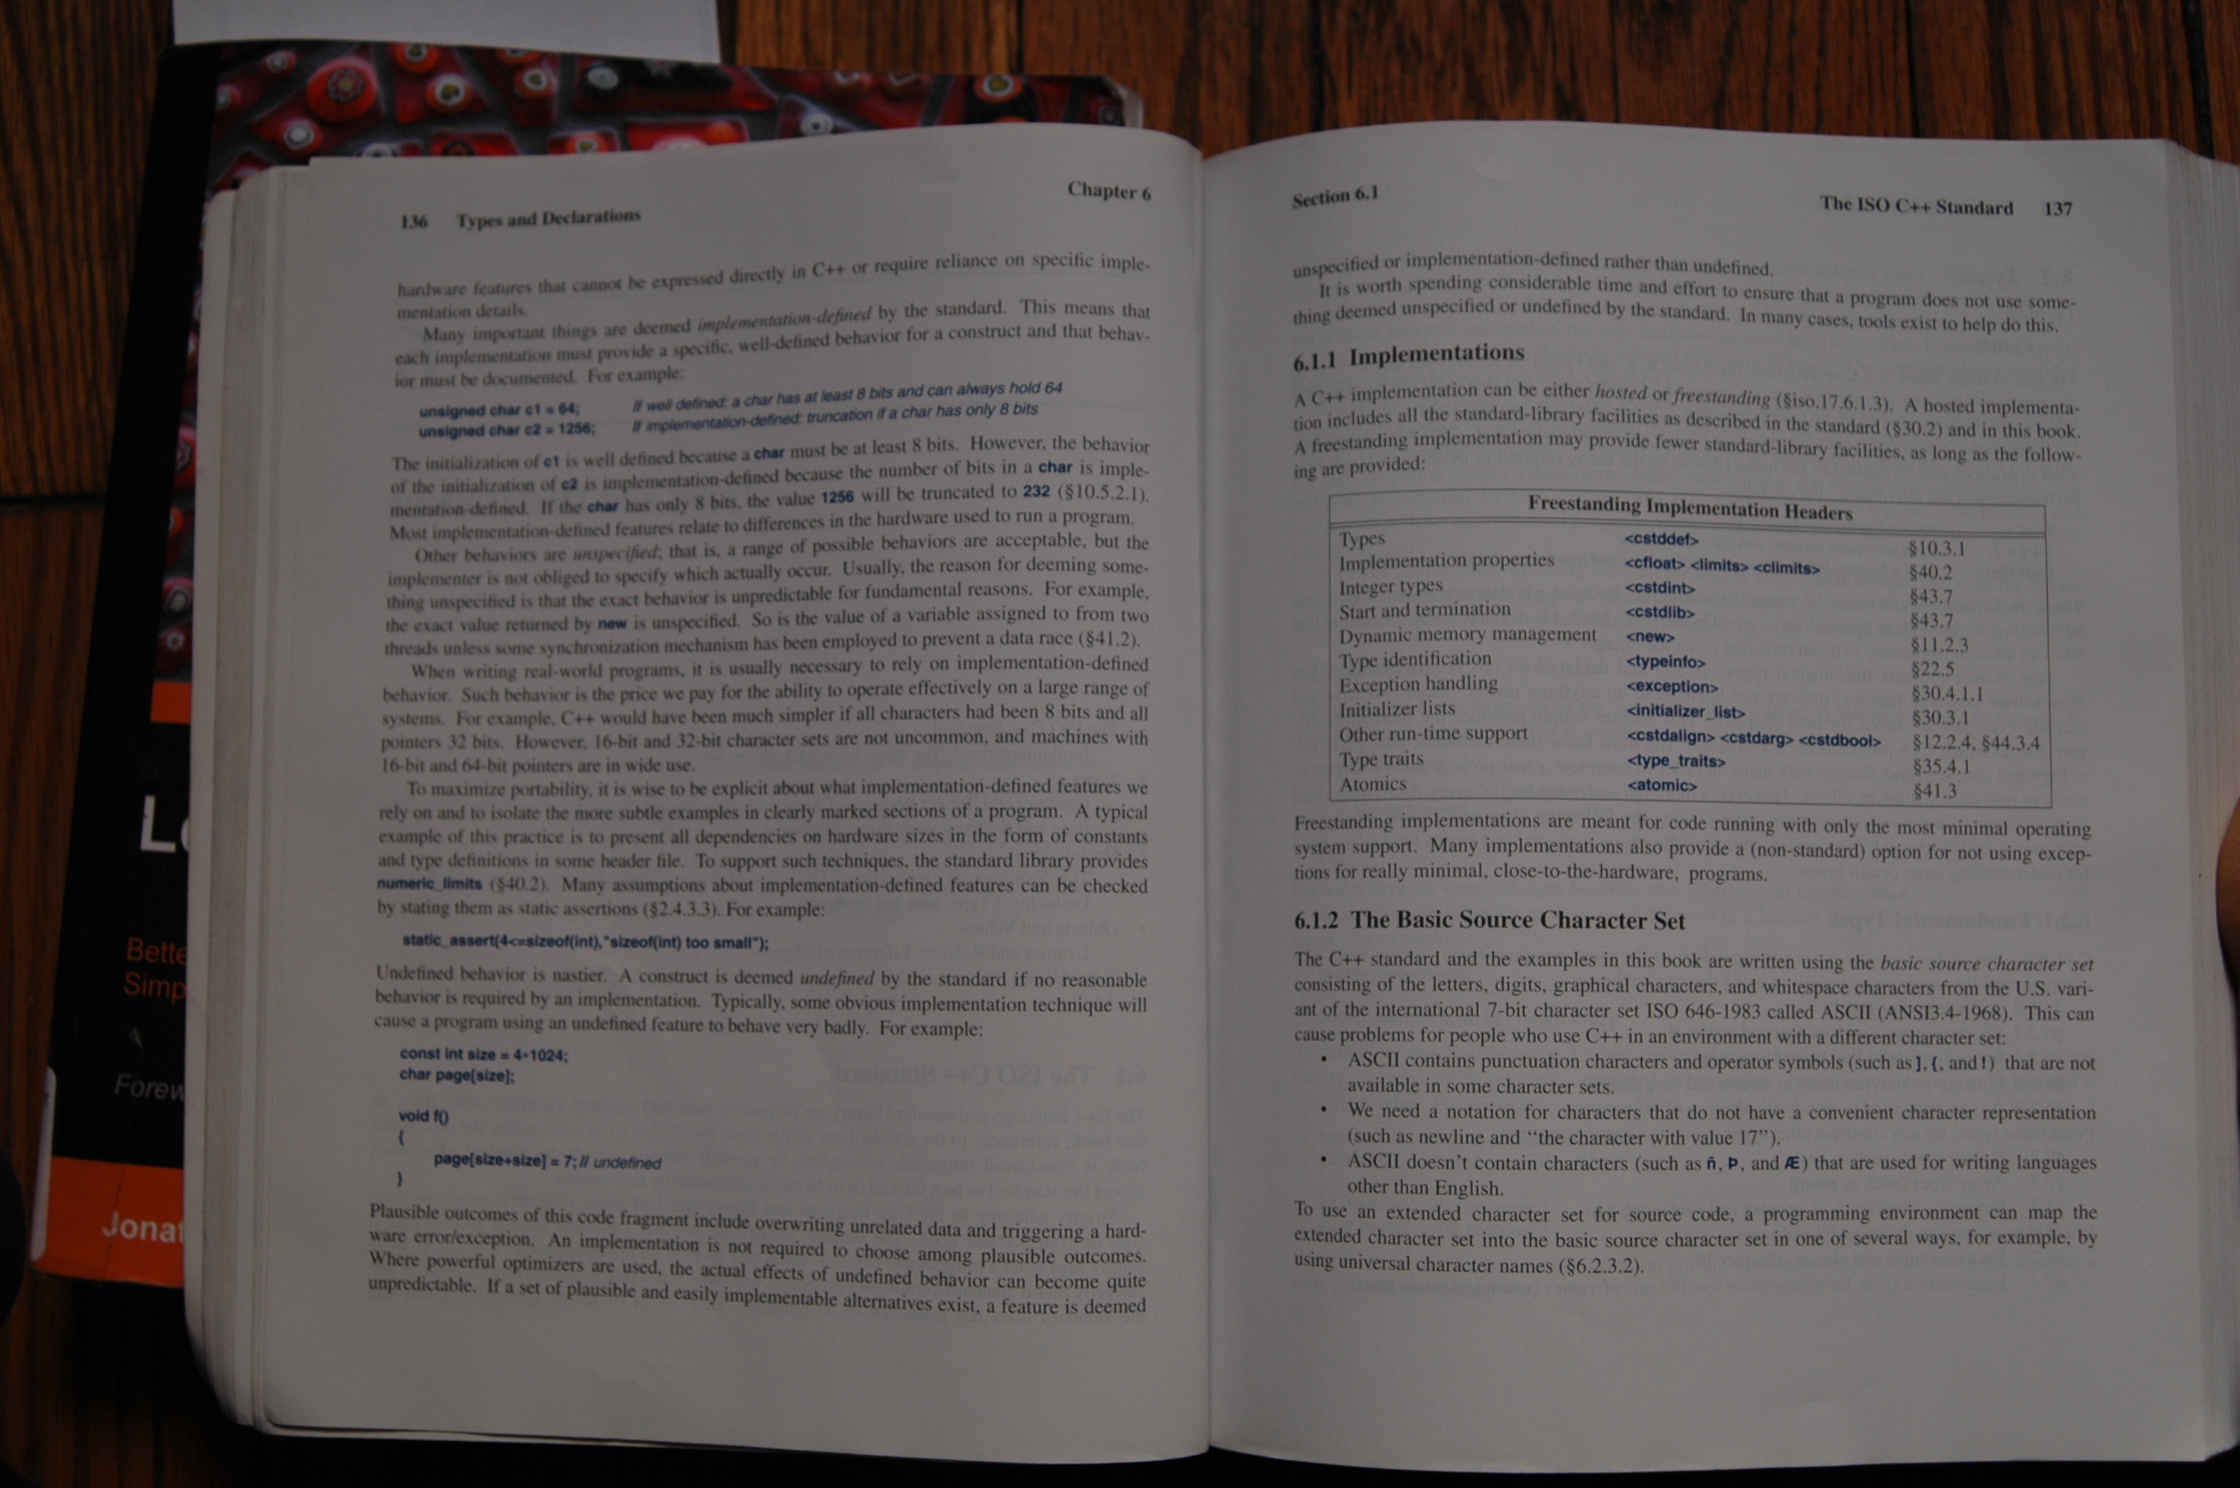 136 Types and Declarations Chapter 6
hardware features that cannot be expressed directly in C++ or require reliance on specific imple-
mentation details.
Many important things are deemed implementation-defined by the standard. This means that
each implementation must provide a specific, well-defined behavior for a construct and that behav-
ior must be documented. For example:
unsigned char c1 = 64; // well defined: a char has at least 8 bits and can always hold 64
unsigned char c2 = 1256; // implementation-defined: truncation if a char has only 8 bits
The initialization of c1 is well defined because a char must be at least 8 bits. However, the behavior
of the initialization of c2 is implementation-defined because the number of bits in a char is imple-
mentation-defined. If the char has only 8 bits, the value 1256 will be truncated to 232 (§10.5.2.1).
Most implementation-defined features relate to differences in the hardware used to run a program.
Other behaviors are unspecified; that is, a range of possible behaviors are acceptable, but the
implementer is not obliged to specify which actually occur. Usually, the reason for deeming some-
thing unspecified is that the exact behavior is unpredictable for fundamental reasons. For example,
the exact value returned by new is unspecified. So is the value of a variable assigned to from two
threads unless some synchronization mechanism has been employed to prevent a data race (§41.2).
When writing real-world programs, it is usually necessary to rely on implementation-defined
behavior. Such behavior is the price we pay for the ability to operate effectively on a large range of
systems. For example, C++ would have been much simpler if all characters had been 8 bits and all
pointers 32 bits. However, 16-bit and 32-bit character sets are not uncommon, and machines with
16-bit and 64-bit pointers are in wide use.
To maximize portability, it is wise to be explicit about what implementation-defined features we
rely on and to isolate the more subtle examples in clearly marked sections of a program. A typical
example of this practice is to present all dependencies on hardware sizes in the form of constants
and type definitions in some header file. To support such techniques, the standard library provides
numeric_limits (§40.2). Many assumptions about implementation-defined features can be checked
by stating them as static assertions (§2.4.3.3). For example:
static_assert(4<=sizeof(int),"sizeof(int) too small");
Undefined behavior is nastier. A construct is deemed undefined by the standard if no reasonable
behavior is required by an implementation. Typically, some obvious implementation technique will
cause a program using an undefined feature to behave very badly. For example:
const int size = 4*1024;
char page[size];
void f()
{
page[size+size] = 7; // undefined
}
Plausible outcomes of this code fragment include overwriting unrelated data and triggering a hard-
ware error/exception. An implementation is not required to choose among plausible outcomes.
Where powerful optimizers are used, the actual effects of undefined behavior can become quite
unpredictable. If a set of plausible and easily implementable alternatives exist, a feature is deemed
Section 6.1 The ISO C++ Standard 137
unspecified or implementation-defined rather than undefined.
It is worth spending considerable time and effort to ensure that a program does not use some-
thing deemed unspecified or undefined by the standard. In many cases, tools exist to help do this.
6.1.1 Implementations
A C++ implementation can be either hosted or freestanding (§iso.17.6.1.3). A hosted implementa-
tion includes all the standard-library facilities as described in the standard (§30.2) and in this book.
A freestanding implementation may provide fewer standard-library facilities, as long as the follow-
ing are provided:
Freestanding Implementation Headers
Types <cstddef> §10.3.1
Implementation properties <cfloat> <limits> <climits> §40.2
Integer types <cstdint> §43.7
Start and termination <cstdlib> §43.7
Dynamic memory management <new> §11.2.3
Type identification <typeinfo> §22.5
Exception handling <exception> §30.4.1.1
Initializer lists <initializer_list> §30.3.1
Other run-time support <cstdalign> <cstdarg> <cstdbool> §12.2.4, §44.3.4
Type traits <type_traits> §35.4.1
Atomics <atomic> §41.3
Freestanding implementations are meant for code running with only the most minimal operating
system support. Many implementations also provide a (non-standard) option for not using excep-
tions for really minimal, close-to-the-hardware, programs.
6.1.2 The Basic Source Character Set
The C++ standard and the examples in this book are written using the basic source character set
consisting of the letters, digits, graphical characters, and whitespace characters from the U.S. vari-
ant of the international 7-bit character set ISO 646-1983 called ASCII (ANSI3.4-1968). This can
cause problems for people who use C++ in an environment with a different character set:
• ASCII contains punctuation characters and operator symbols (such as ], {, and !) that are not
available in some character sets.
• We need a notation for characters that do not have a convenient character representation
(such as newline and "the character with value 17").
• ASCII doesn't contain characters (such as ñ, Þ, and Æ) that are used for writing languages
other than English.
To use an extended character set for source code, a programming environment can map the
extended character set into the basic source character set in one of several ways, for example, by
using universal character names (§6.2.3.2).
Bette
Simp
Forew
Jonat